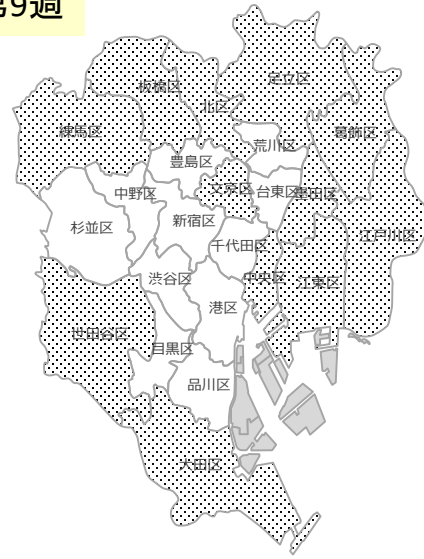 第9週
足立区
板橋区
北区
葛飾区
練馬区
荒川区
豊島区
文京区
台東区
墨田区
中野区
杉並区
新宿区
江戸川区
千代田区
渋谷区
中央区
江東区
港区
世田谷区
目黒区
品川区
大田区